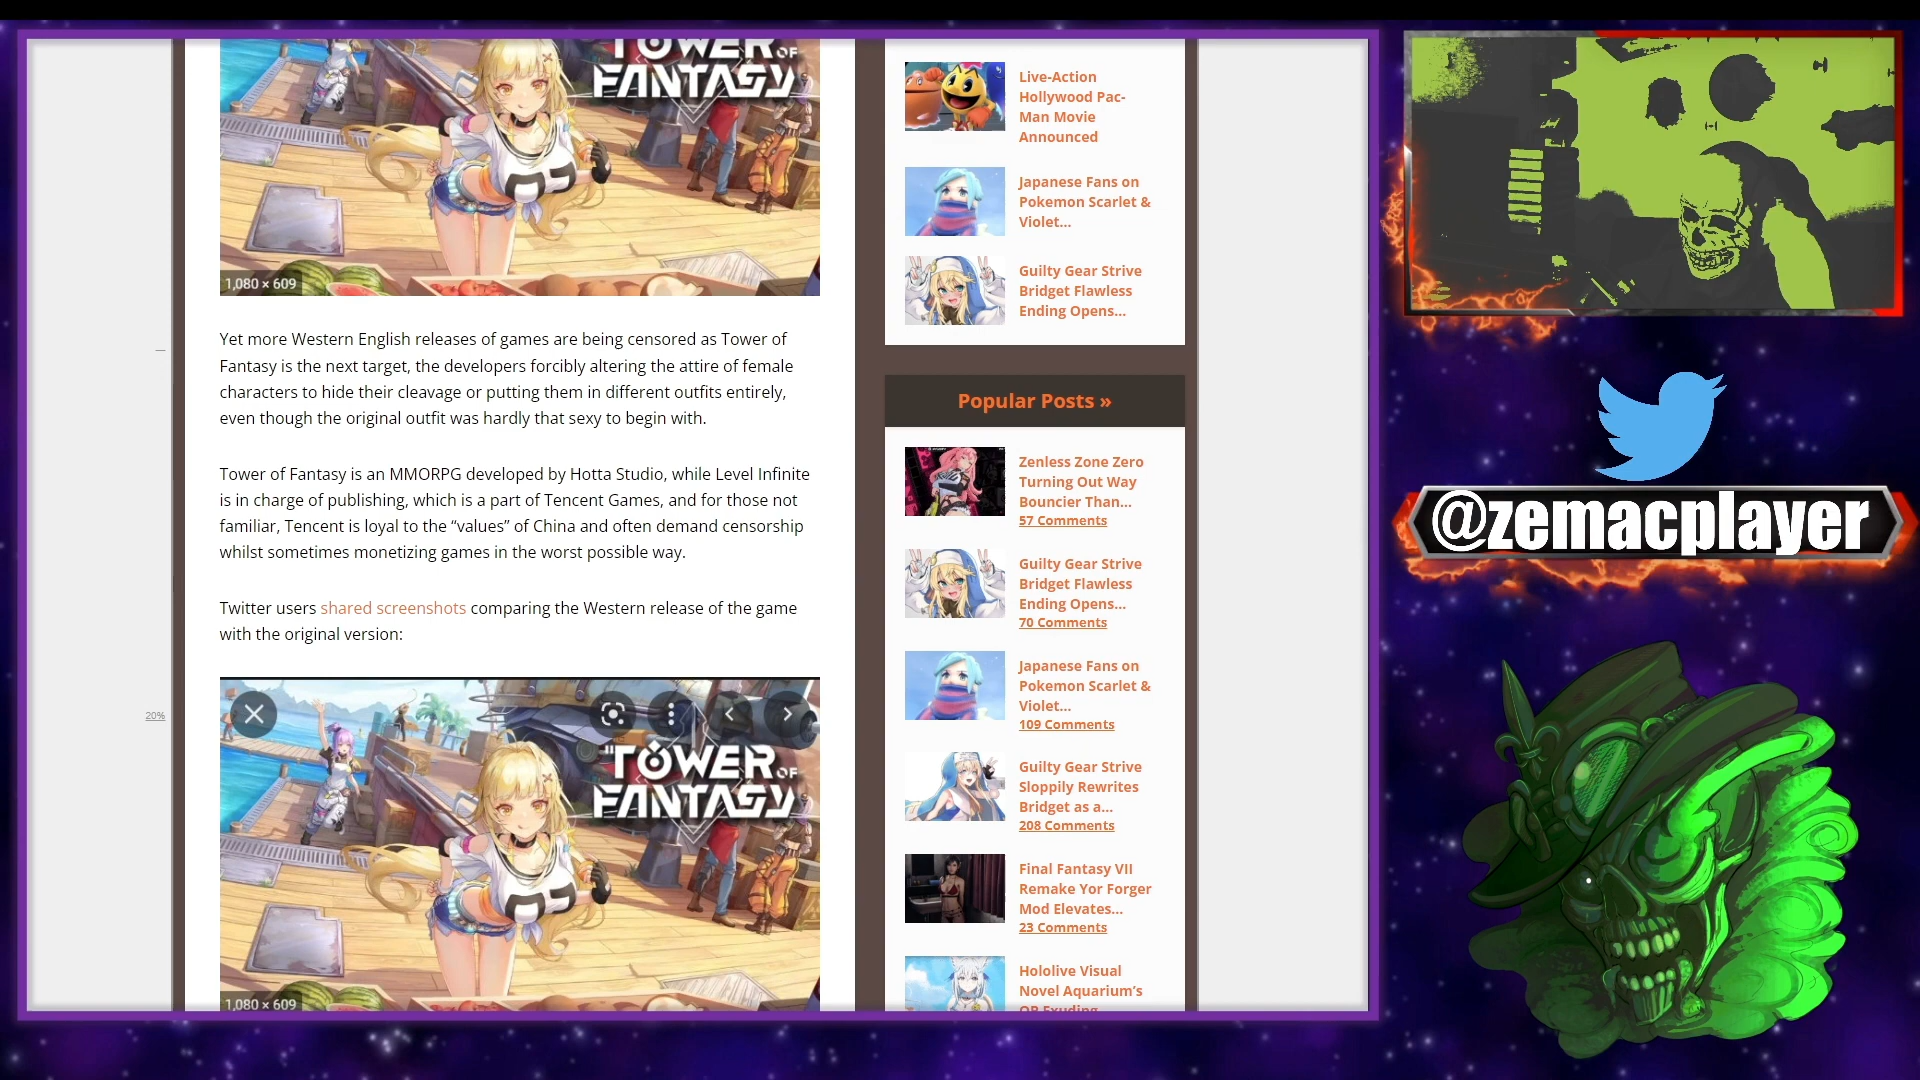 TOWER OF
FANTASY
1,080 × 609
Yet more Western English releases of games are being censored as Tower of
Fantasy is the next target, the developers forcibly altering the attire of female
characters to hide their cleavage or putting them in different outfits entirely,
even though the original outfit was hardly that sexy to begin with.
Tower of Fantasy is an MMORPG developed by Hotta Studio, while Level Infinite
is in charge of publishing, which is a part of Tencent Games, and for those not
familiar, Tencent is loyal to the “values” of China and often demand censorship
whilst sometimes monetizing games in the worst possible way.
Twitter users shared screenshots comparing the Western release of the game
with the original version:
20%
TOWER OF
FANTASY
1,080 × 609
Live-Action
Hollywood Pac-
Man Movie
Announced
Japanese Fans on
Pokemon Scarlet &
Violet...
Guilty Gear Strive
Bridget Flawless
Ending Opens...
Popular Posts »
Zenless Zone Zero
Turning Out Way
Bouncier Than...
57 Comments
Guilty Gear Strive
Bridget Flawless
Ending Opens...
70 Comments
Japanese Fans on
Pokemon Scarlet &
Violet...
109 Comments
Guilty Gear Strive
Sloppily Rewrites
Bridget as a...
208 Comments
Final Fantasy VII
Remake Yor Forger
Mod Elevates...
23 Comments
Hololive Visual
Novel Aquarium’s
OP Exuding
@zemacplayer